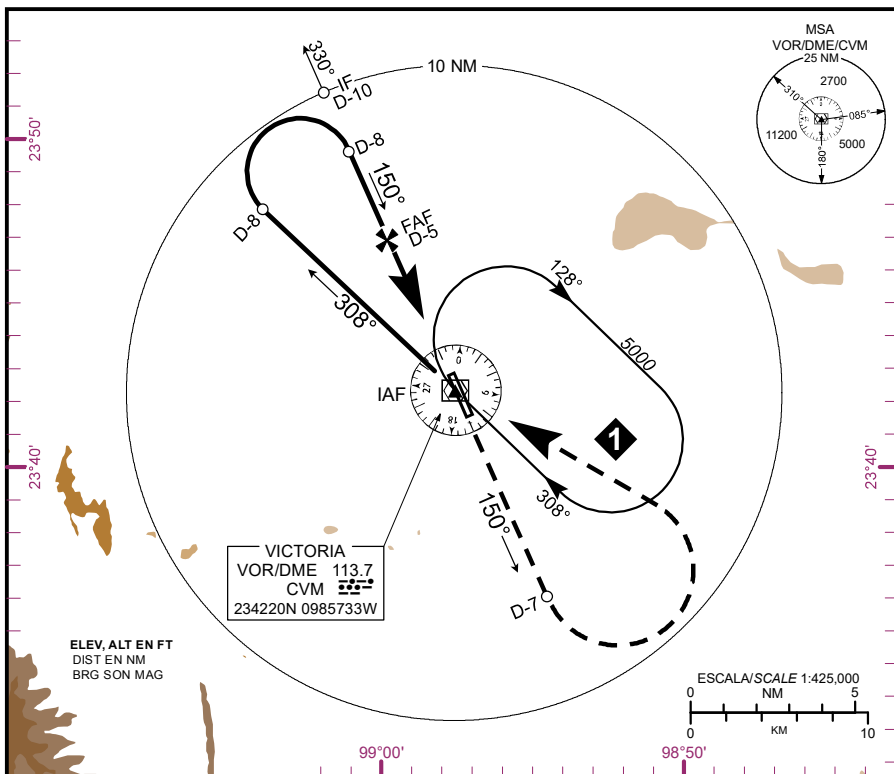 MSA
VOR/DME/CVM
25 NM
2700
310°
085°
11200
5000
180°
330°
IF
D-10
10 NM
23°50'
D-8
150°
FAF
D-5
D-8
308°
128°
5000
0
27
9
18
IAF
1
308°
23°40'
23°40'
150°
D-7
VICTORIA
VOR/DME 113.7
CVM
234220N 0985733W
ELEV, ALT EN FT
DIST EN NM
BRG SON MAG
ESCALA/SCALE 1:425,000
0 NM 5
0 KM 10
99°00'
98°50'